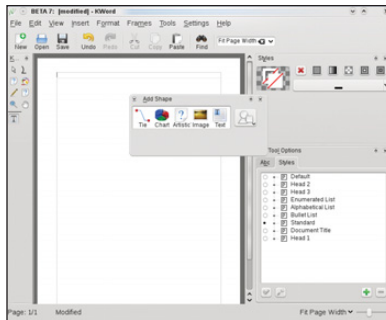 BETA 7: [modified] - KWord
File Edit View Insert Format Frames Tools Settings Help
New Open Save Undo Redo Cut Copy Paste Find Fit Page Width
Styles
Add Shape
Tie Chart Artistic Image Text
Tool Options
Abc Styles
Default
Head 2
Head 3
Enumerated List
Alphabetical List
Bullet List
Standard
Document Title
Head 1
Page: 1/1 Modified Fit Page Width